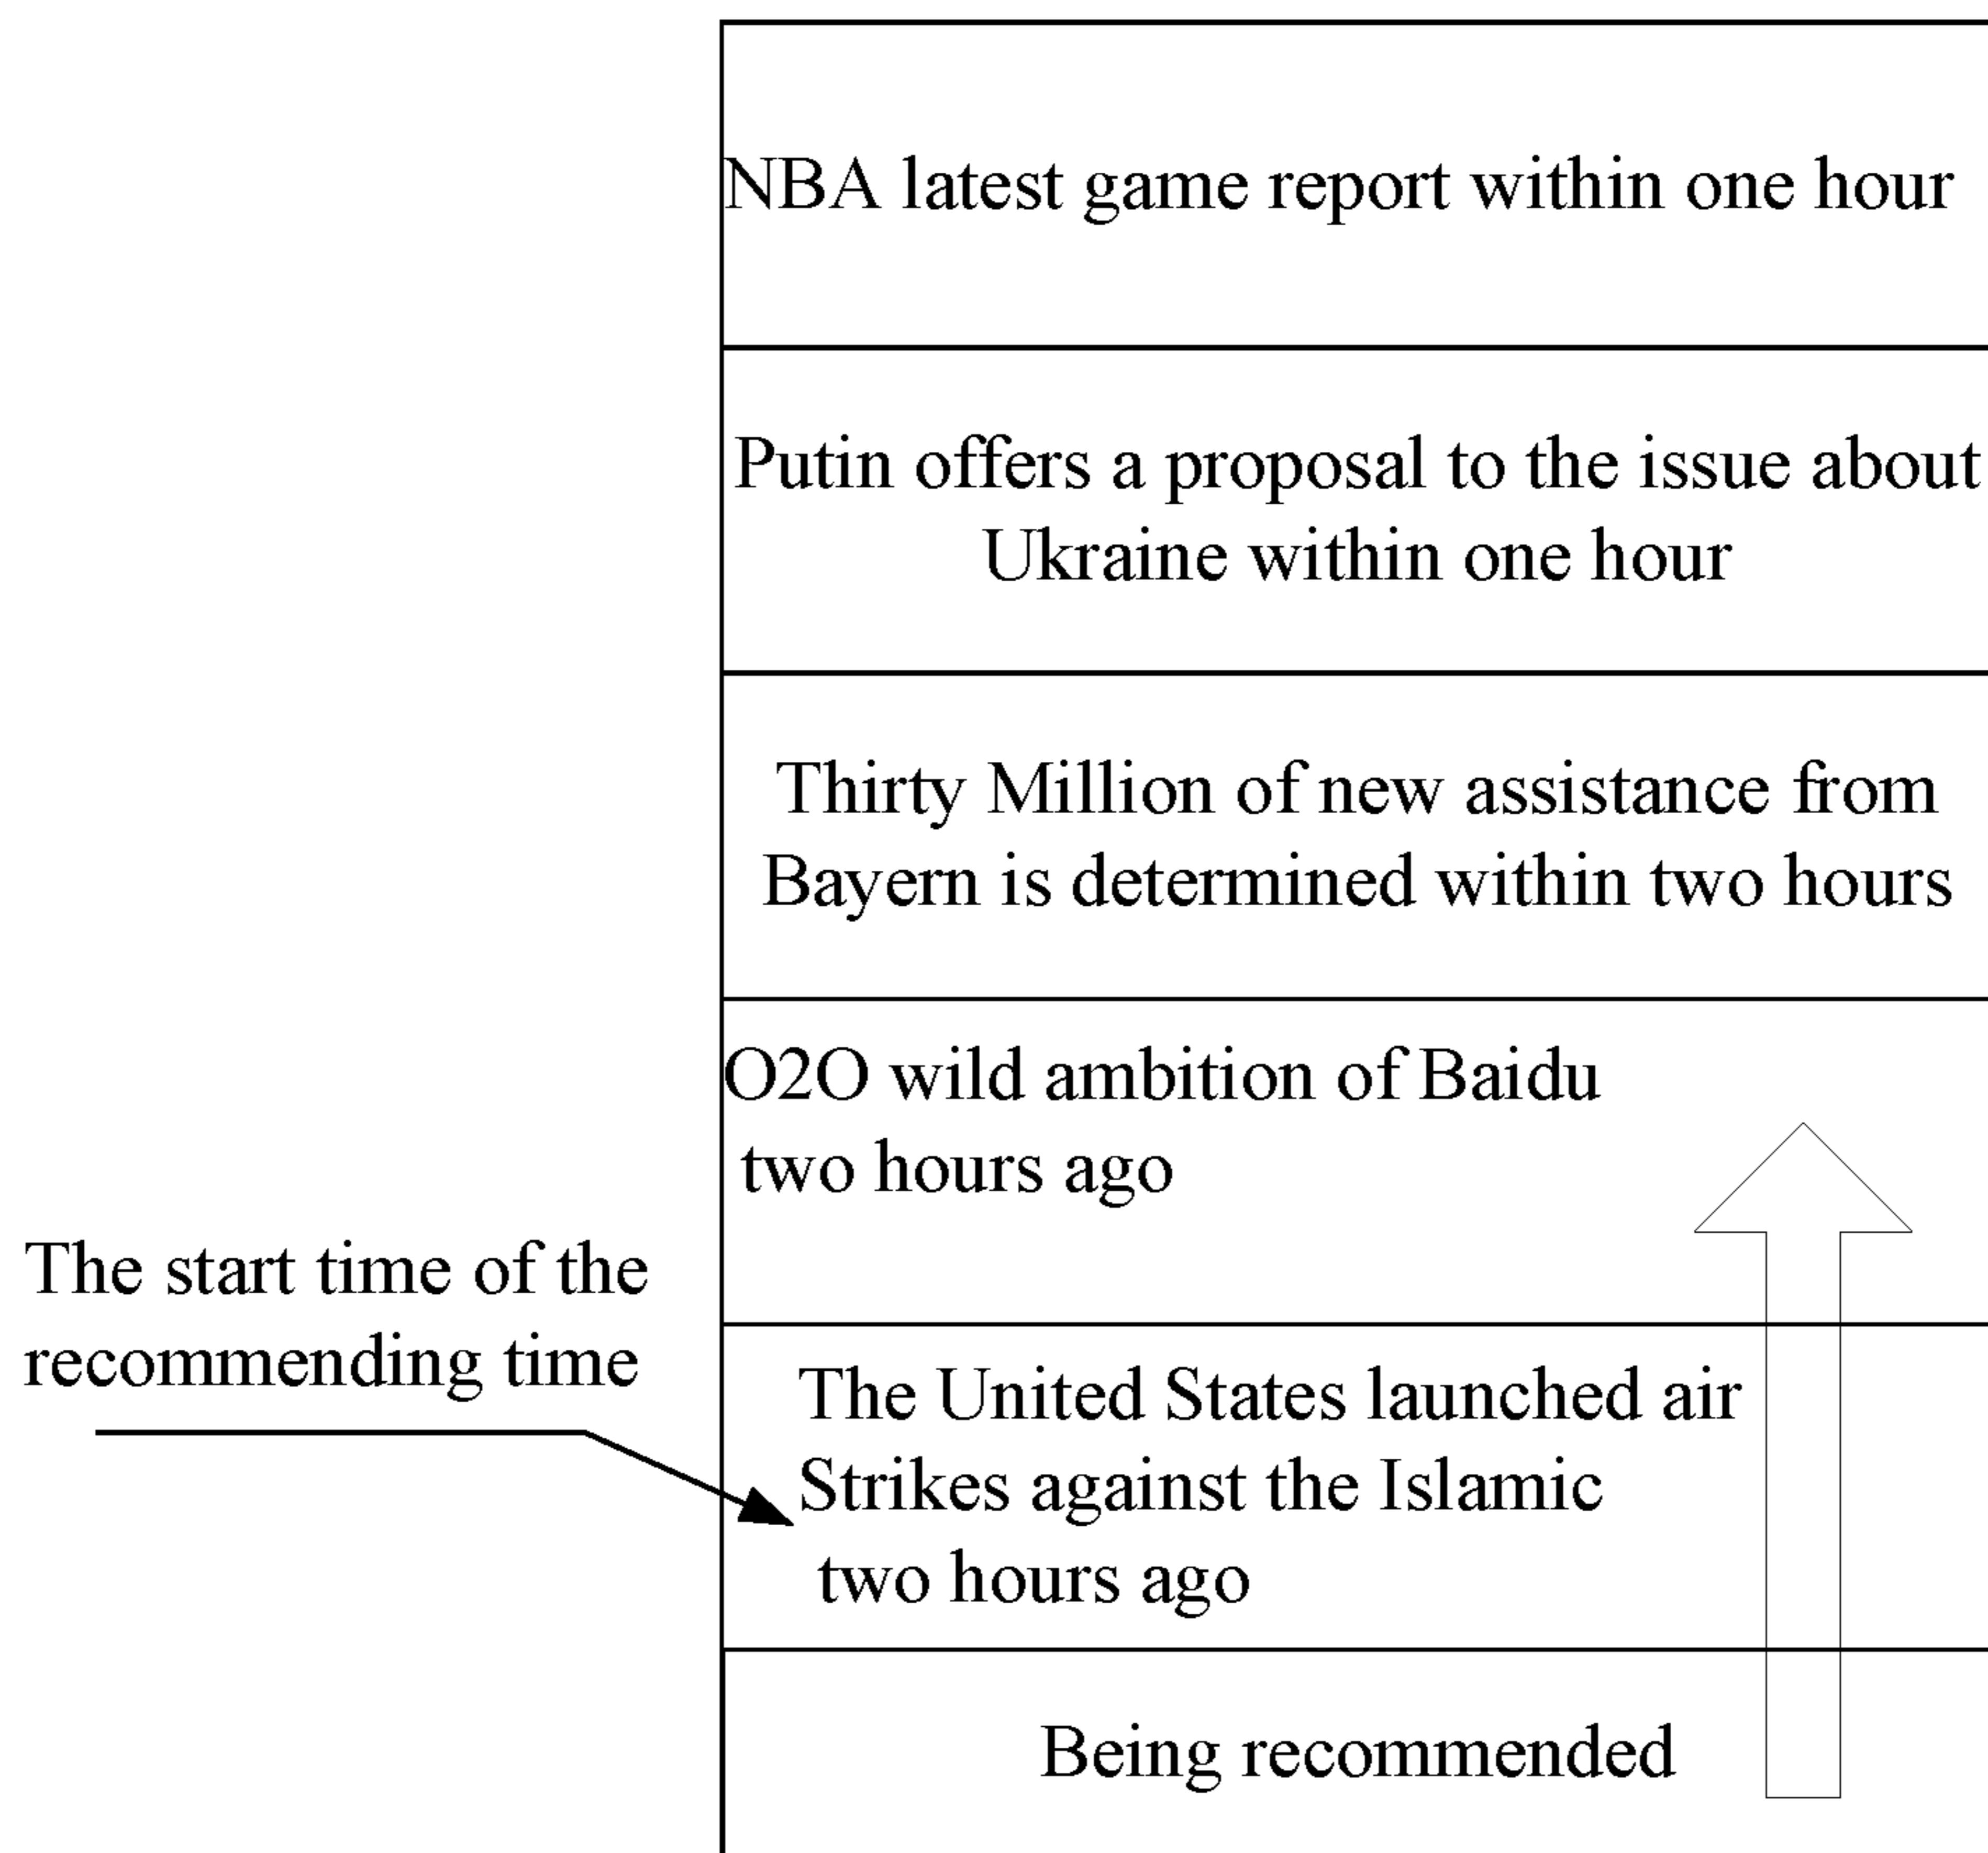 NBA latest game report within one hour
Putin offers a proposal to the issue about
Ukraine within one hour
Thirty Million of new assistance from
Bayern is determined within two hours
O2O wild ambition of Baidu
two hours ago
The start time of the
recommending time
The United States launched air
Strikes against the Islamic
two hours ago
Being recommended